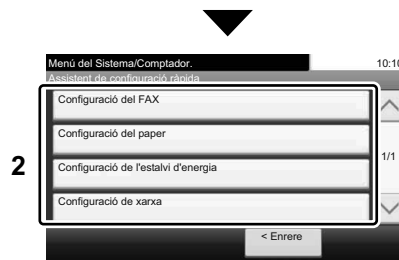 Menú del Sistema/Comptador.
10:10
Assistent de configuració ràpida
Configuració del FAX
Configuració del paper
2
1/1
Configuració de l'estalvi d'energia
Configuració de xarxa
< Enrere